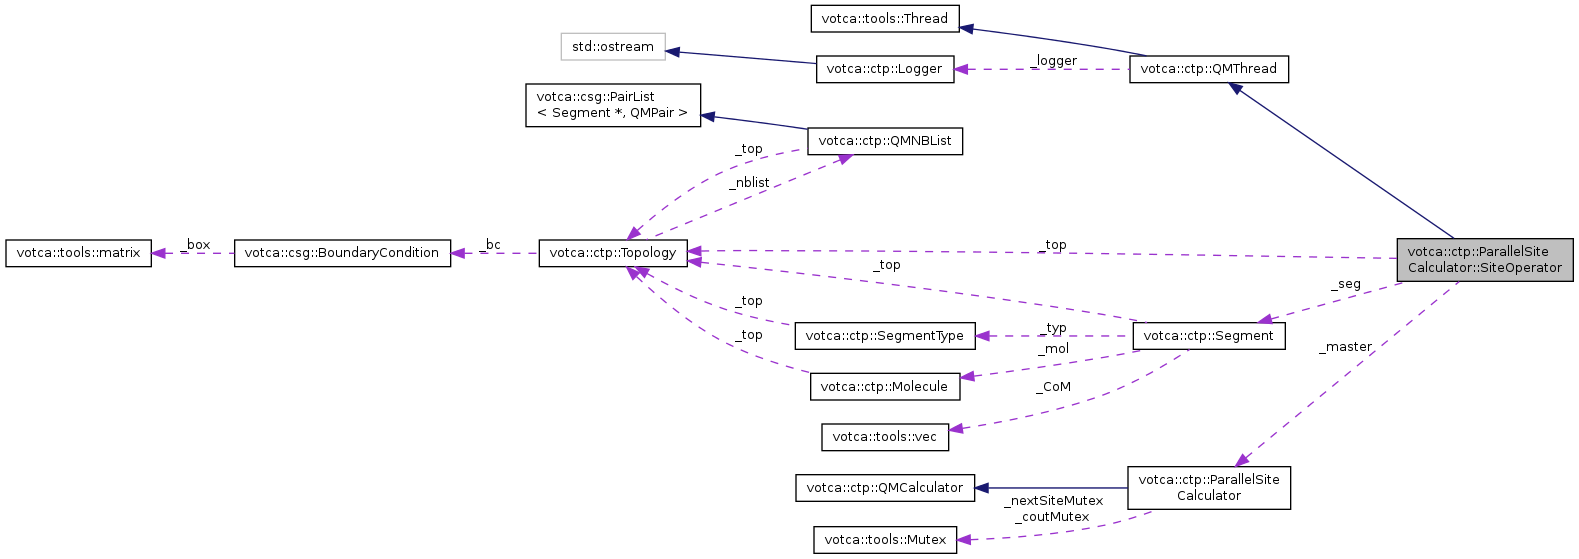 votca::tools::Thread
std::ostream
votca::ctp::Logger
_logger
votca::ctp::QMThread
votca::csg::PairList
< Segment *, QMPair >
votca::ctp::QMNBList
_top
_nblist
votca::tools::matrix
_box
votca::csg::BoundaryCondition
_bc
votca::ctp::Topology
_top
_top
votca::ctp::ParallelSite
Calculator::SiteOperator
_seg
_top
votca::ctp::SegmentType
_typ
votca::ctp::Segment
_top
_mol
_master
votca::ctp::Molecule
_CoM
votca::tools::vec
votca::ctp::QMCalculator
votca::ctp::ParallelSite
Calculator
_nextSiteMutex
_coutMutex
votca::tools::Mutex